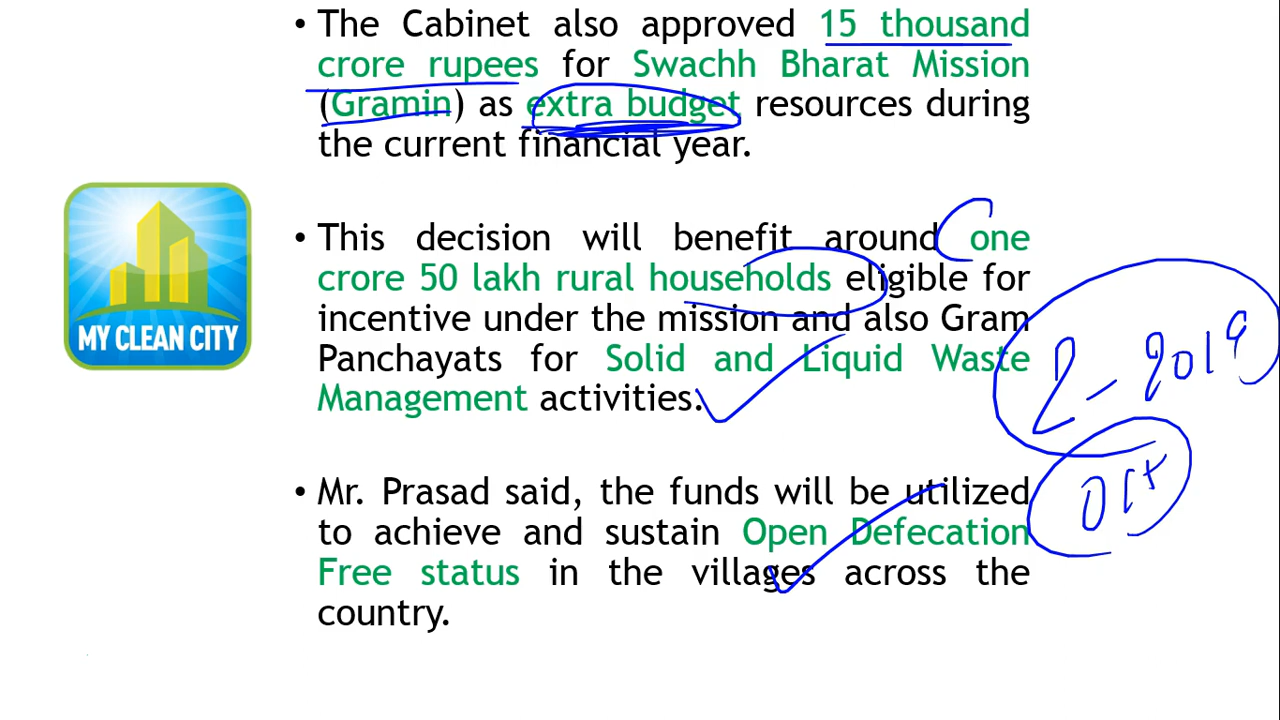 • The Cabinet also approved 15 thousand
crore rupees for Swachh Bharat Mission
(Gramin) as extra budget resources during
the current financial year.
• This decision will benefit around one
crore 50 lakh rural households eligible for
incentive under the mission and also Gram
Panchayats for Solid and Liquid Waste
Management activities.
MY CLEAN CITY
2 - 2019
Oct
• Mr. Prasad said, the funds will be utilized
to achieve and sustain Open Defecation
Free status in the villages across the
country.